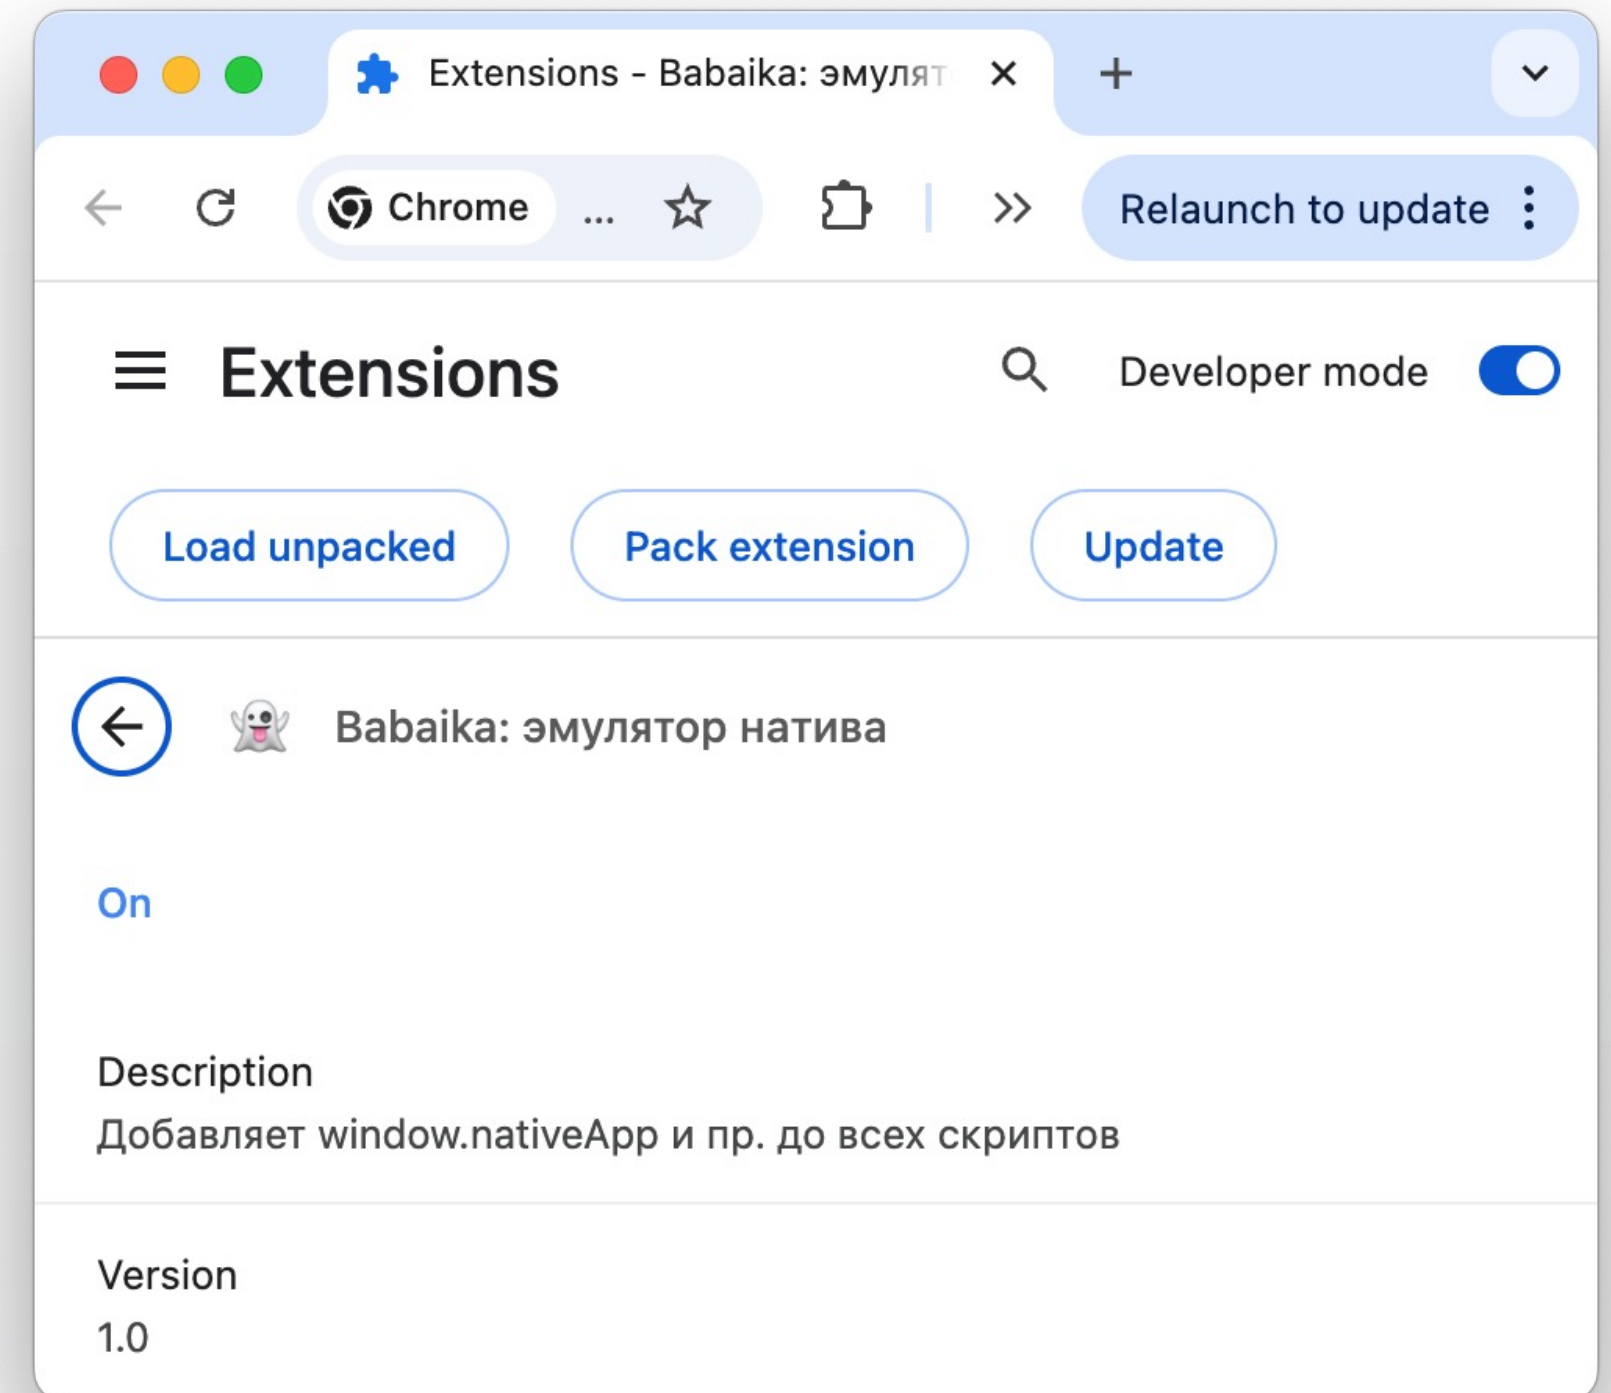 Extensions - Babaika: эмулят
Chrome ... Relaunch to update
Extensions Developer mode
Load unpacked Pack extension Update
Babaika: эмулятор натива
On
Description
Добавляет window.nativeApp и пр. до всех скриптов
Version
1.0